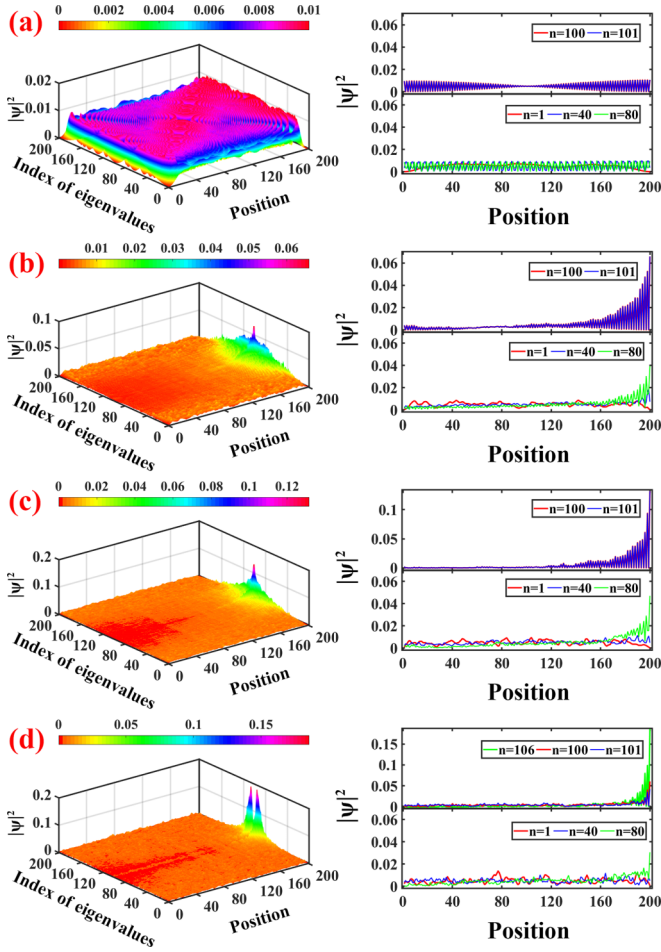 (a)
0 0.002 0.004 0.006 0.008 0.01
|ψ|²
0.02
0.01
0
200
160
120
80
40
0
Index of eigenvalues
0
40
80
120
160
200
Position
|ψ|²
0.06
0.04
0.02
0
n=100 n=101
0.06
0.04
0.02
0
n=1 n=40 n=80
0 40 80 120 160 200
Position
(b)
0.01 0.02 0.03 0.04 0.05 0.06
|ψ|²
0.1
0.05
0
200
160
120
80
40
0
Index of eigenvalues
0
40
80
120
160
200
Position
|ψ|²
0.06
0.04
0.02
0
n=100 n=101
0.06
0.04
0.02
0
n=1 n=40 n=80
0 40 80 120 160 200
Position
(c)
0 0.02 0.04 0.06 0.08 0.1 0.12
|ψ|²
0.2
0.1
0
200
160
120
80
40
0
Index of eigenvalues
0
40
80
120
160
200
Position
|ψ|²
0.1
0.05
0
n=100 n=101
0.06
0.04
0.02
0
n=1 n=40 n=80
0 40 80 120 160 200
Position
(d)
0 0.05 0.1 0.15
|ψ|²
0.2
0.1
0
200
160
120
80
40
0
Index of eigenvalues
0
40
80
120
160
200
Position
|ψ|²
0.15
0.1
0.05
0
n=106 n=100 n=101
0.06
0.04
0.02
0
n=1 n=40 n=80
0 40 80 120 160 200
Position